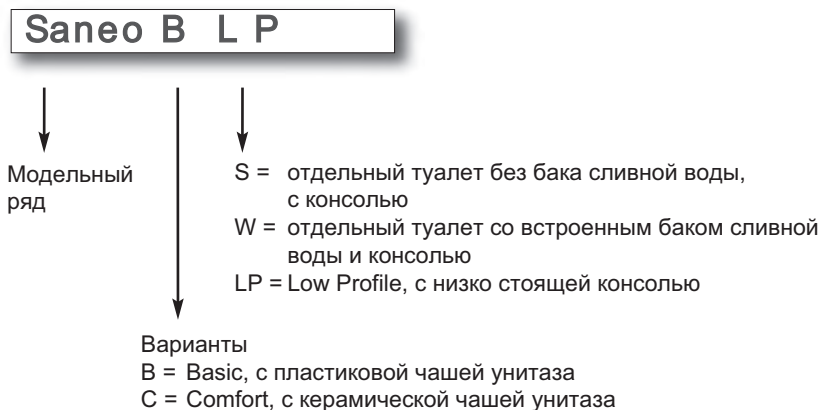 Saneo B L P
Модельный
ряд
S = отдельный туалет без бака сливной воды,
с консолью
W = отдельный туалет со встроенным баком сливной
воды и консолью
LP = Low Profile, с низко стоящей консолью
Варианты
B = Basic, с пластиковой чашей унитаза
C = Comfort, с керамической чашей унитаза